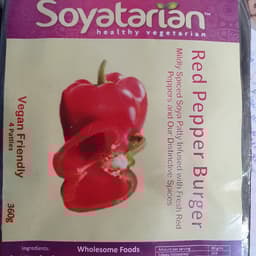 Soyatarian™
healthy vegetarian
Red Pepper Burger
Mildly Spiced Soya Patty Infused with Fresh Red
Peppers and Our Distinctive Spices
Vegan Friendly
4 Patties
360g
Ingredients:
Wholesome Foods